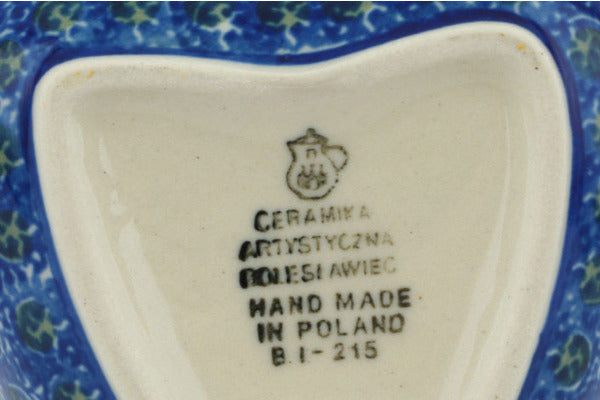 CERAMIKA
ARTYSTYCZNA
BOLESŁAWIEC
HAND MADE
IN POLAND
B.I-215